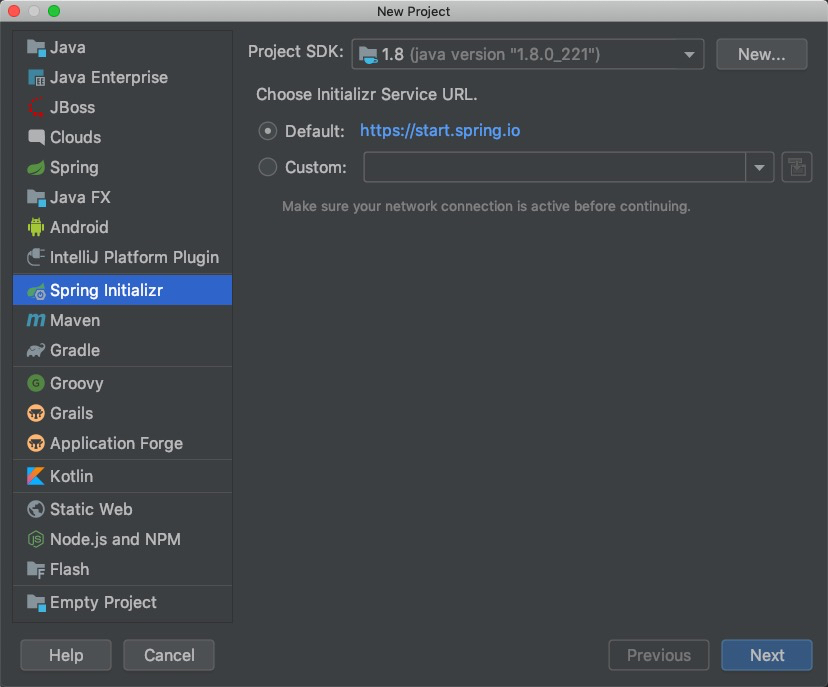 New Project
Java
Java Enterprise
JBoss
Clouds
Spring
Java FX
Android
IntelliJ Platform Plugin
Spring Initializr
Maven
Gradle
Groovy
Grails
Application Forge
Kotlin
Static Web
Node.js and NPM
Flash
Empty Project
Project SDK: 1.8 (java version "1.8.0_221") New...
Choose Initializr Service URL.
Default: https://start.spring.io
Custom:
Make sure your network connection is active before continuing.
Help Cancel Previous Next